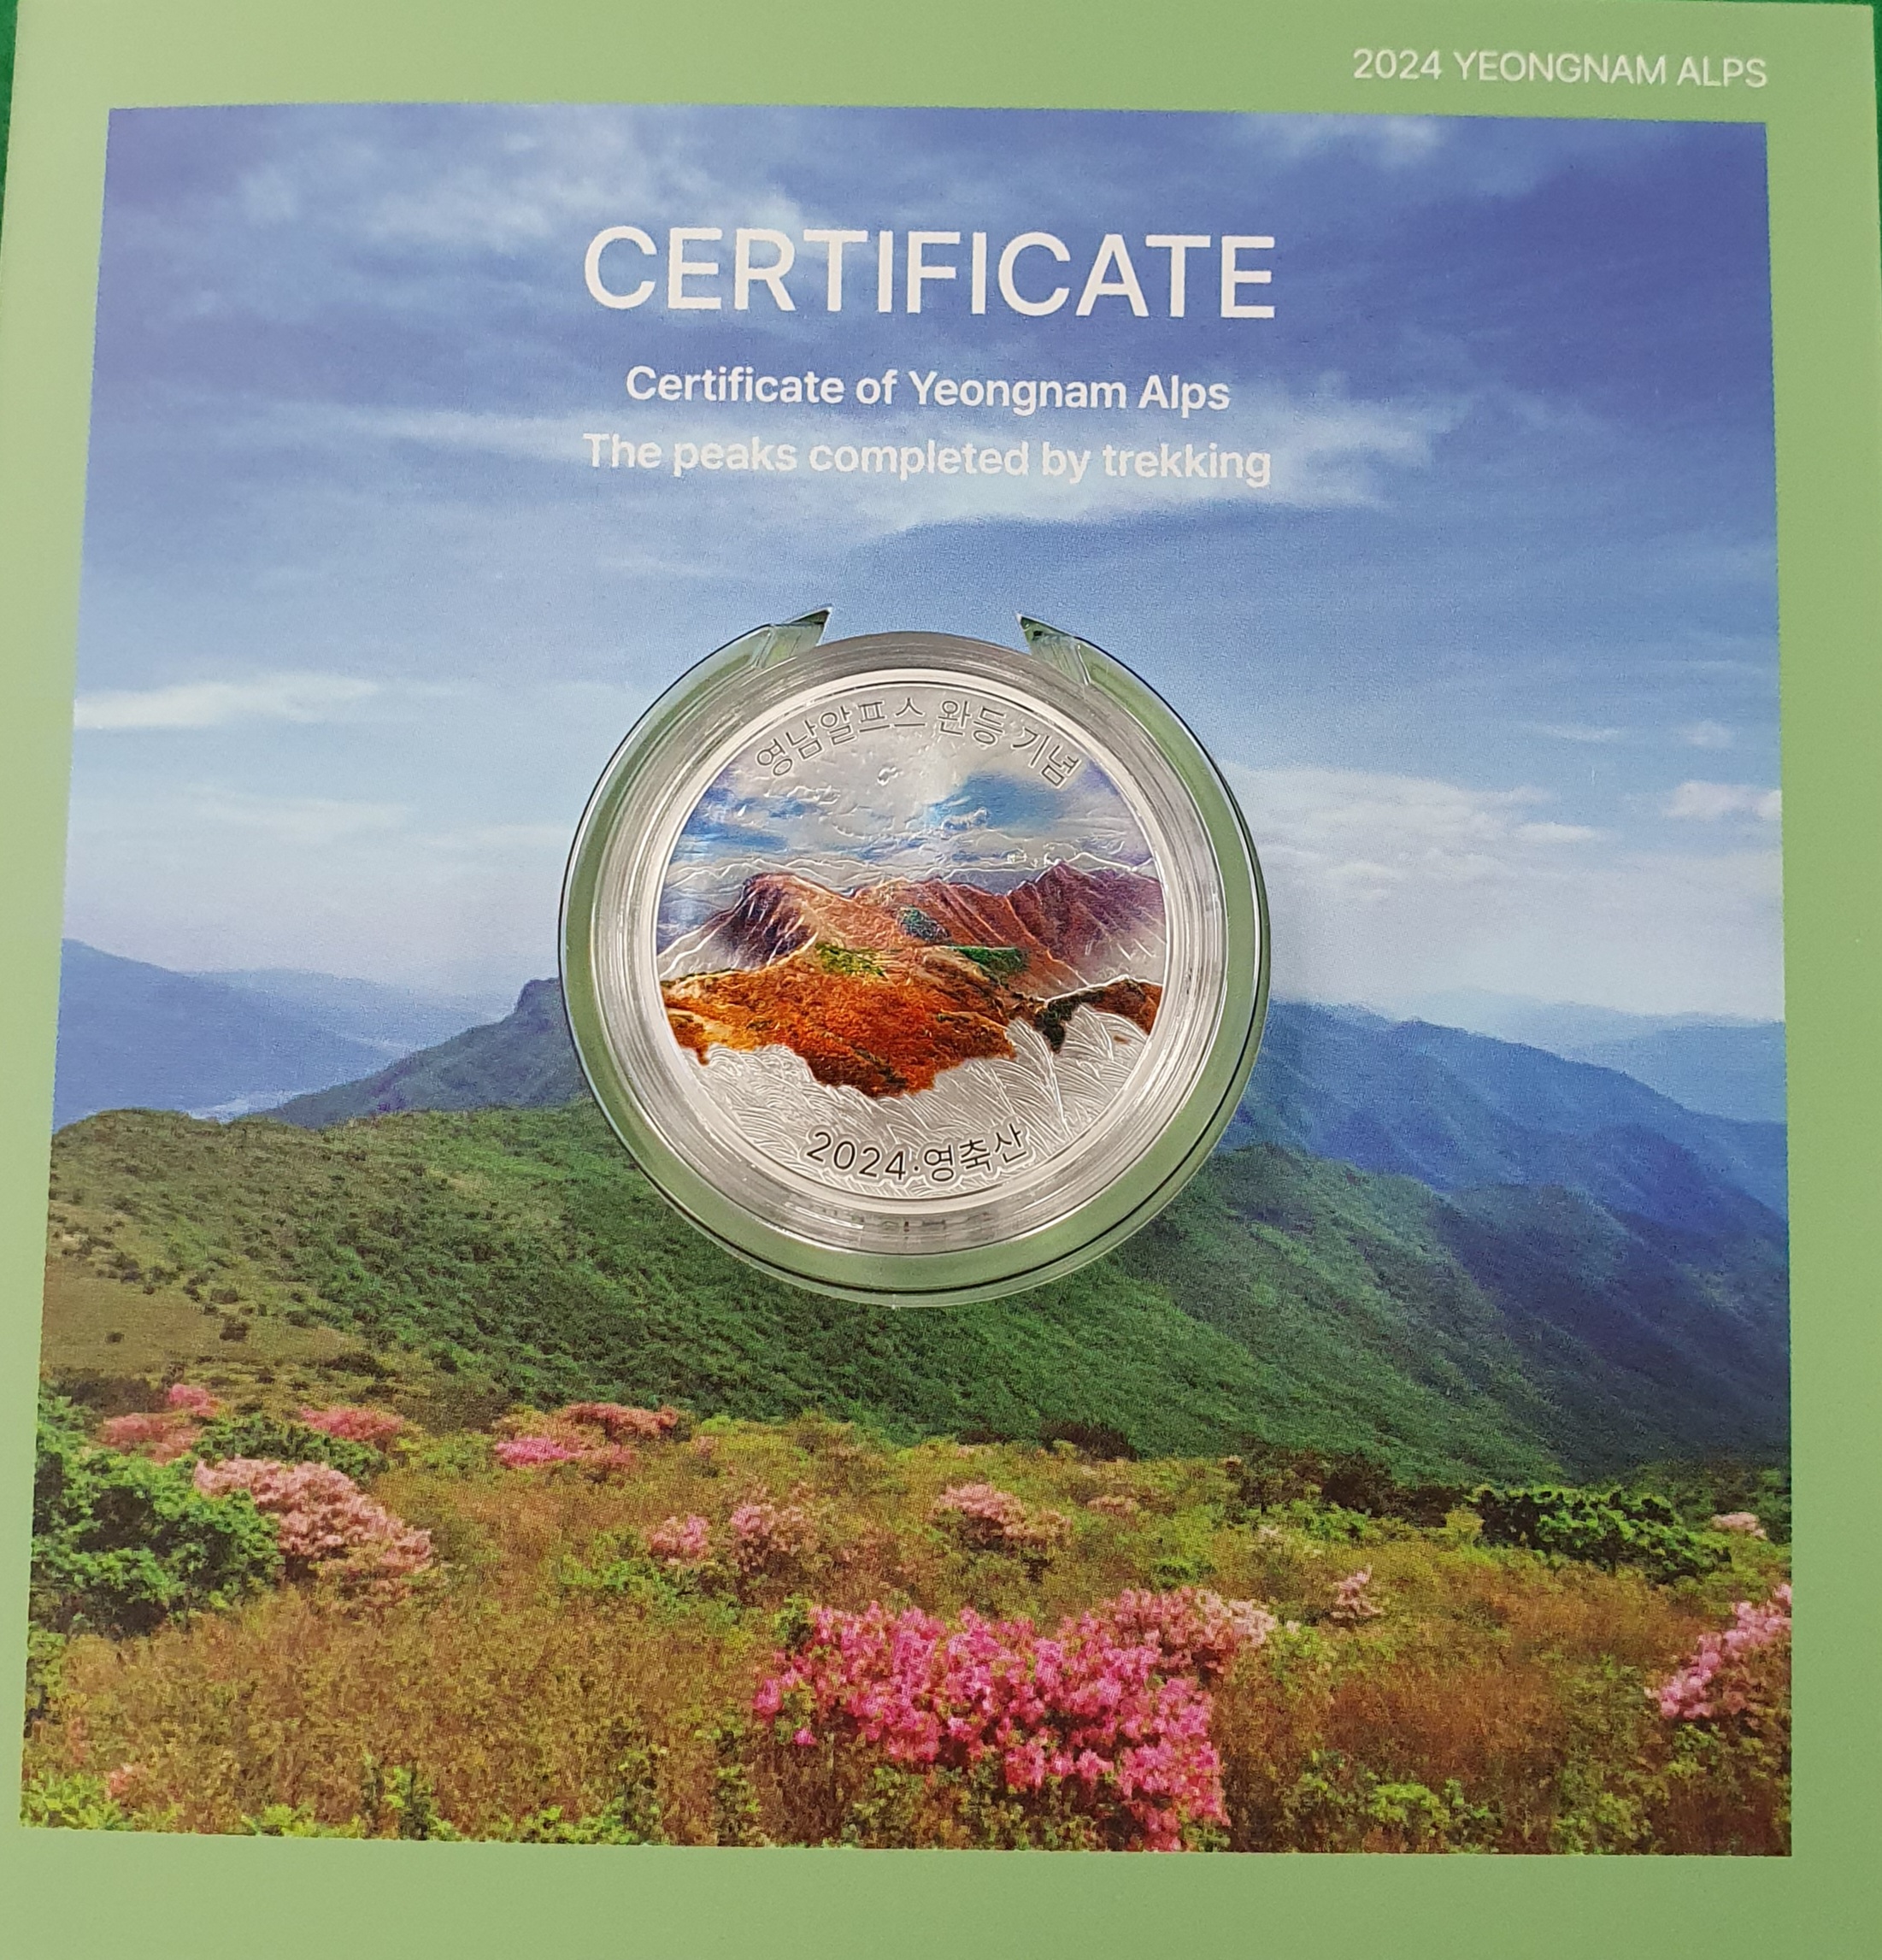 2024 YEONGNAM ALPS
CERTIFICATE
Certificate of Yeongnam Alps
The peaks completed by trekking
영남알프스 완등 기념
2024·영축산